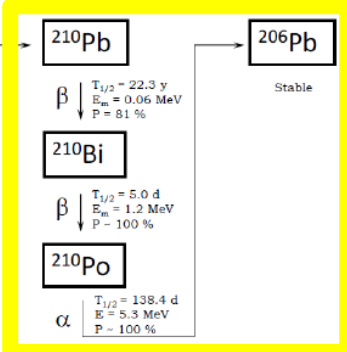 ²¹⁰Pb
²⁰⁶Pb
Stable
β
T₁/₂ = 22.3 y
Eₘ = 0.06 MeV
P = 81 %
²¹⁰Bi
β
T₁/₂ = 5.0 d
Eₘ = 1.2 MeV
P ~ 100 %
²¹⁰Po
α
T₁/₂ = 138.4 d
E = 5.3 MeV
P ~ 100 %